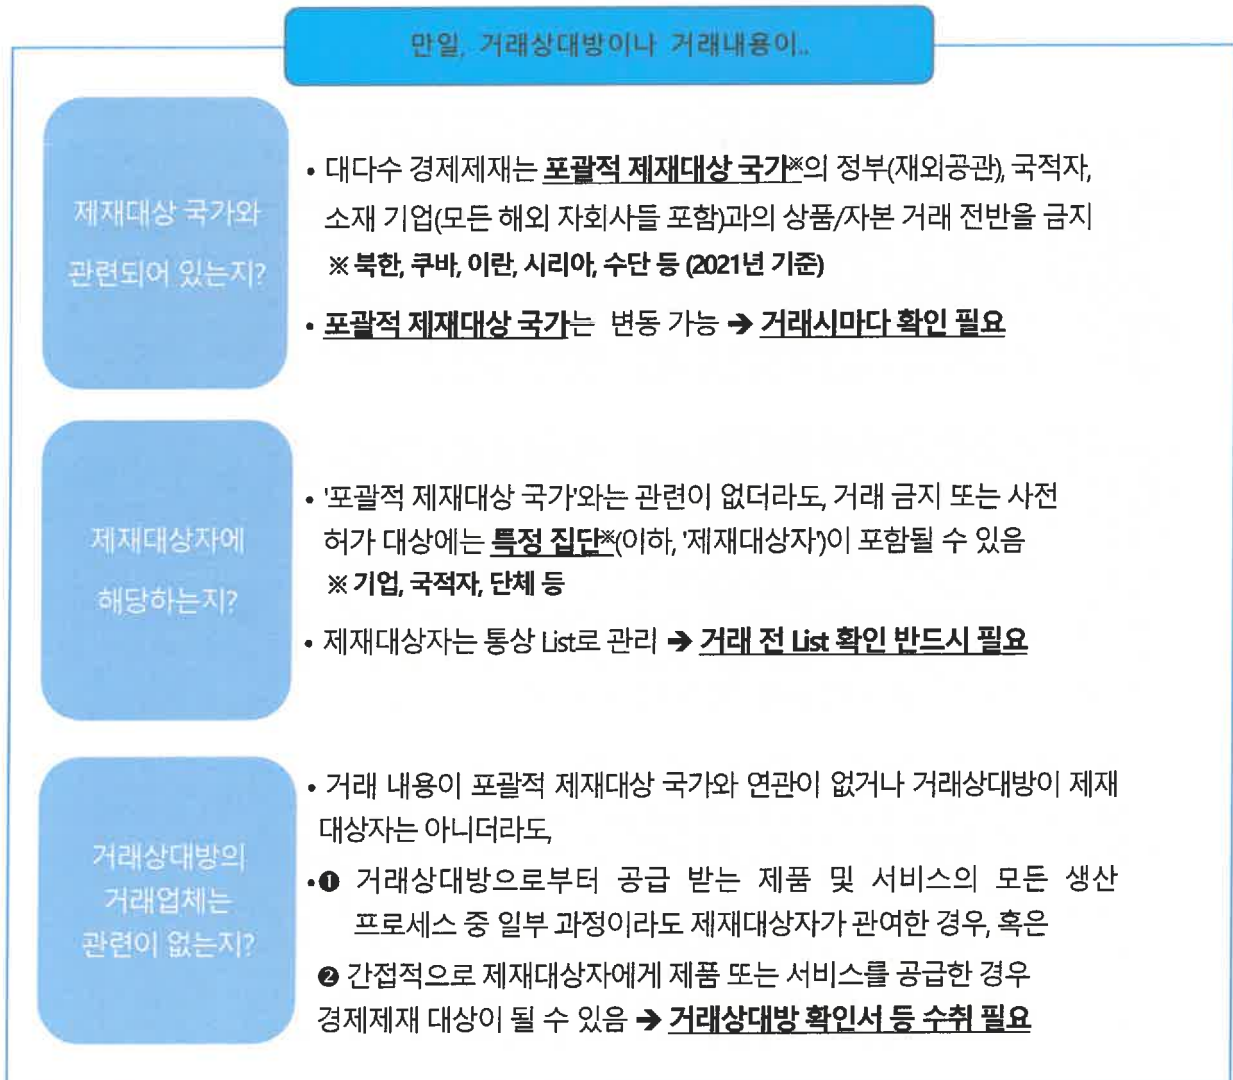 만일, 거래상대방이나 거래내용이..
제재대상 국가와
관련되어 있는지?
• 대다수 경제제재는 포괄적 제재대상 국가※의 정부(재외공관), 국적자,
소재 기업(모든 해외 자회사들 포함)과의 상품/자본 거래 전반을 금지
※ 북한, 쿠바, 이란, 시리아, 수단 등 (2021년 기준)
• 포괄적 제재대상 국가는 변동 가능 ➔ 거래시마다 확인 필요
제재대상자에
해당하는지?
• '포괄적 제재대상 국가'와는 관련이 없더라도, 거래 금지 또는 사전
허가 대상에는 특정 집단※(이하, '제재대상자')이 포함될 수 있음
※ 기업, 국적자, 단체 등
• 제재대상자는 통상 List로 관리 ➔ 거래 전 List 확인 반드시 필요
거래상대방의
거래업체는
관련이 없는지?
• 거래 내용이 포괄적 제재대상 국가와 연관이 없거나 거래상대방이 제재
대상자는 아니더라도,
•❶ 거래상대방으로부터 공급 받는 제품 및 서비스의 모든 생산
프로세스 중 일부 과정이라도 제재대상자가 관여한 경우, 혹은
❷ 간접적으로 제재대상자에게 제품 또는 서비스를 공급한 경우
경제제재 대상이 될 수 있음 ➔ 거래상대방 확인서 등 수취 필요